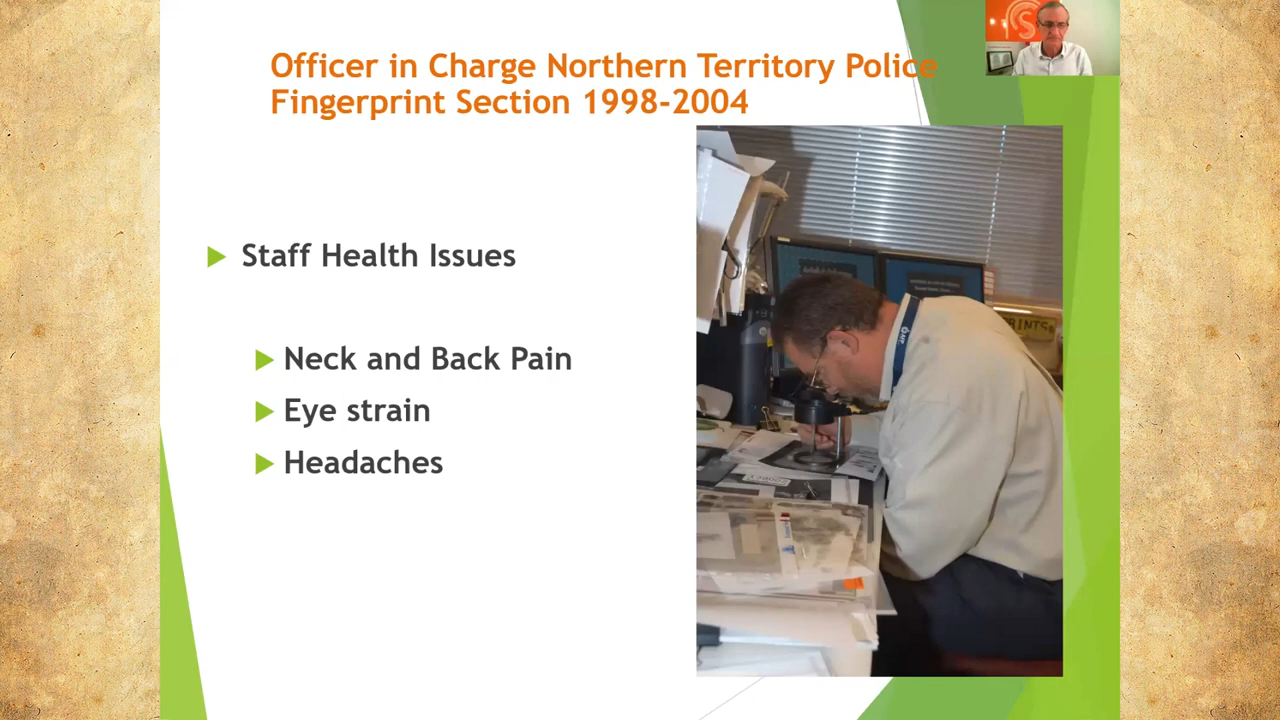 Officer in Charge Northern Territory Police
Fingerprint Section 1998-2004
Staff Health Issues
Neck and Back Pain
Eye strain
Headaches